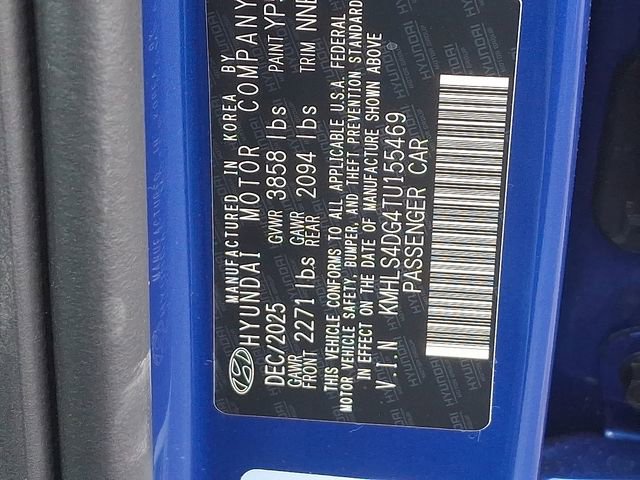 MANUFACTURED IN KOREA BY
HYUNDAI MOTOR COMPANY
DEC/2025 GVWR 3858 lbs PAINT YP
GAWR FRONT 2271 lbs GAWR REAR 2094 lbs TRIM NNB
THIS VEHICLE CONFORMS TO ALL APPLICABLE U.S.A. FEDERAL
MOTOR VEHICLE SAFETY, BUMPER, AND THEFT PREVENTION STANDARD
IN EFFECT ON THE DATE OF MANUFACTURE SHOWN ABOVE
V.I.N KMHLS4DG4TU155469
PASSENGER CAR